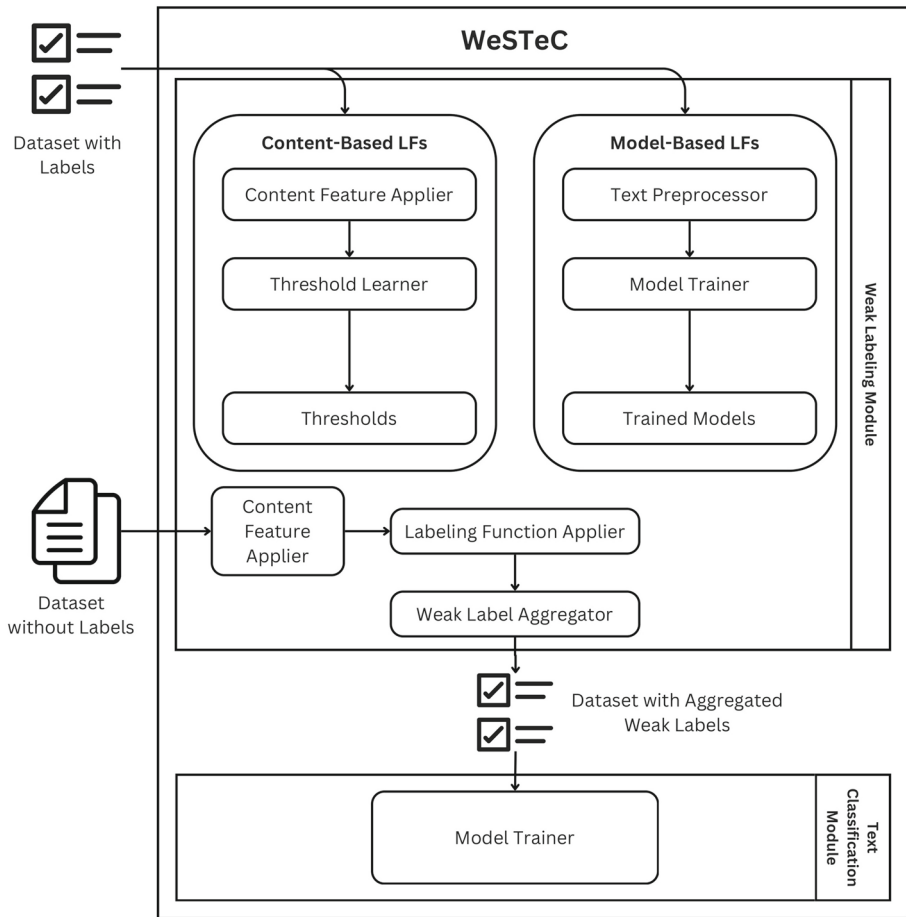 WeSTeC
Dataset with
Labels
Content-Based LFs
Content Feature Applier
Threshold Learner
Thresholds
Model-Based LFs
Text Preprocessor
Model Trainer
Trained Models
Weak Labeling Module
Dataset
without Labels
Content
Feature
Applier
Labeling Function Applier
Weak Label Aggregator
Dataset with Aggregated
Weak Labels
Model Trainer
Text
Classification
Module